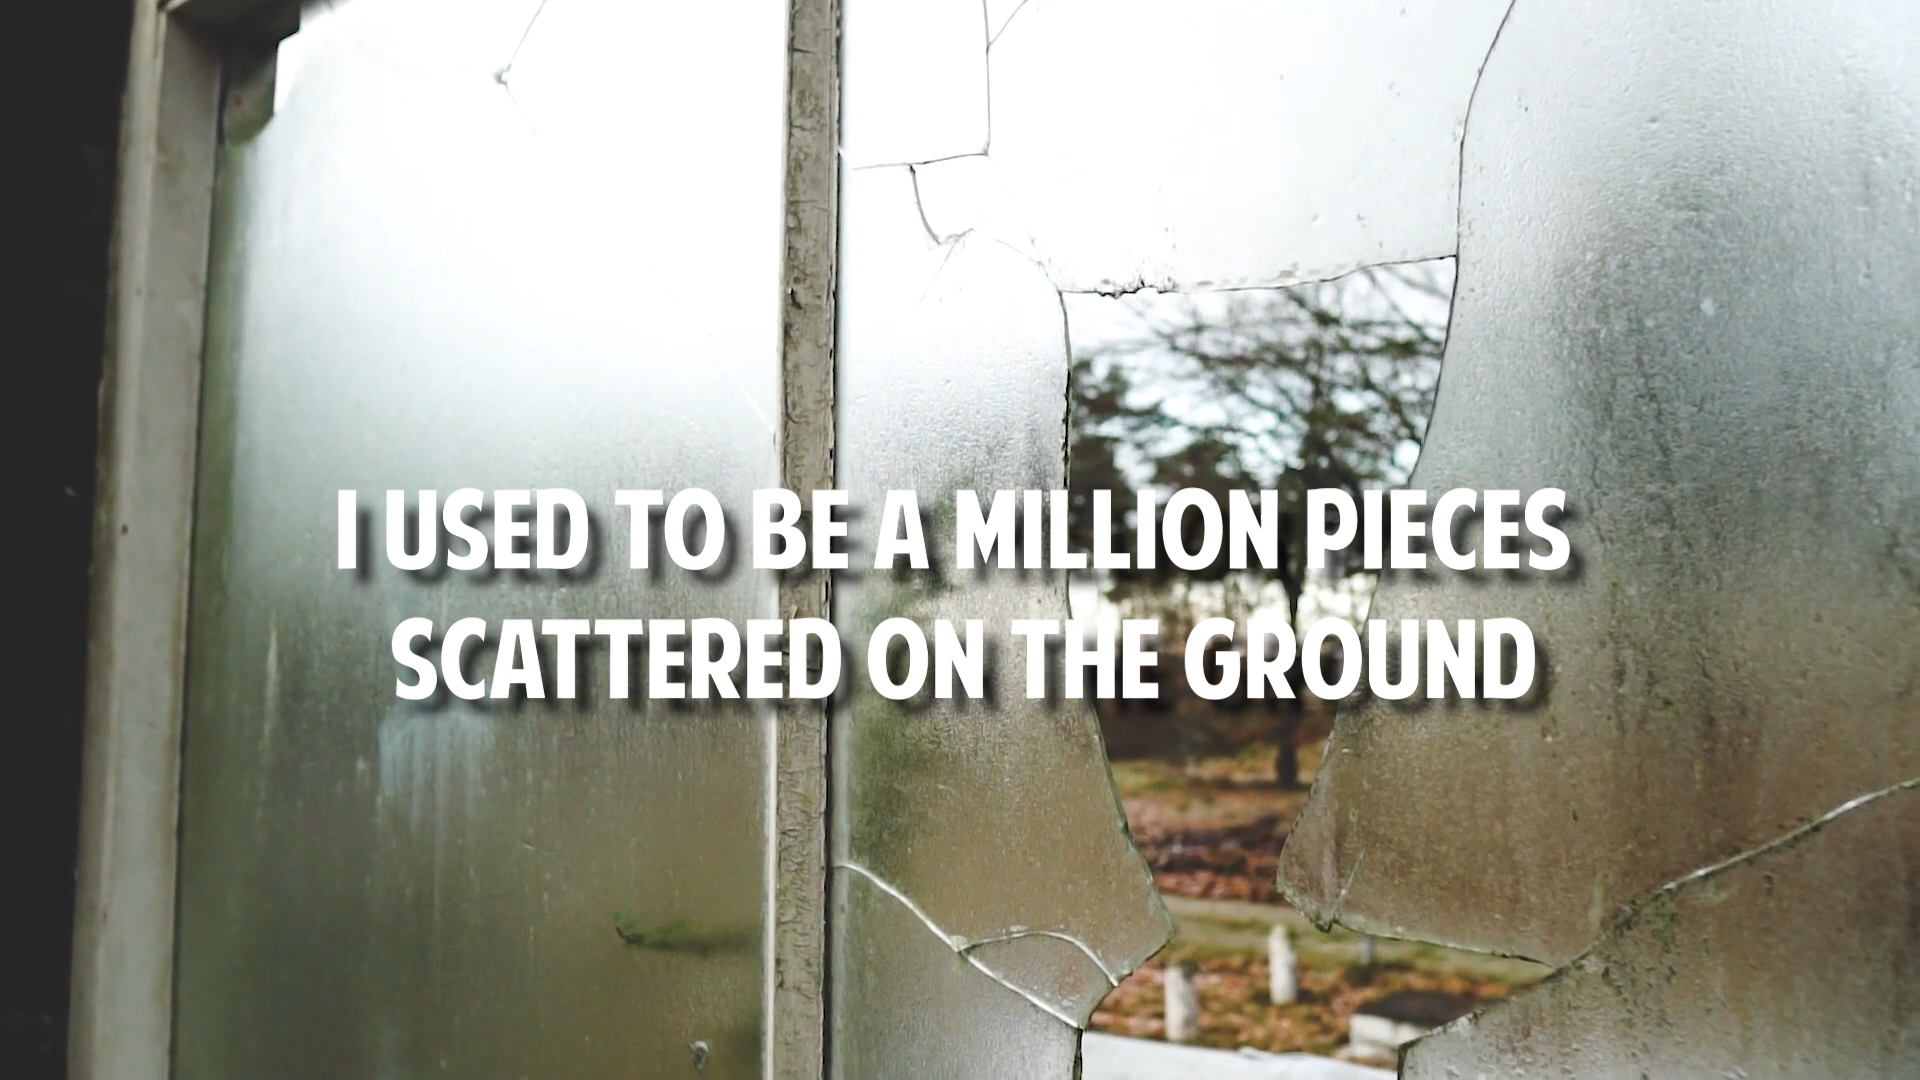 I USED TO BE A MILLION PIECES
SCATTERED ON THE GROUND